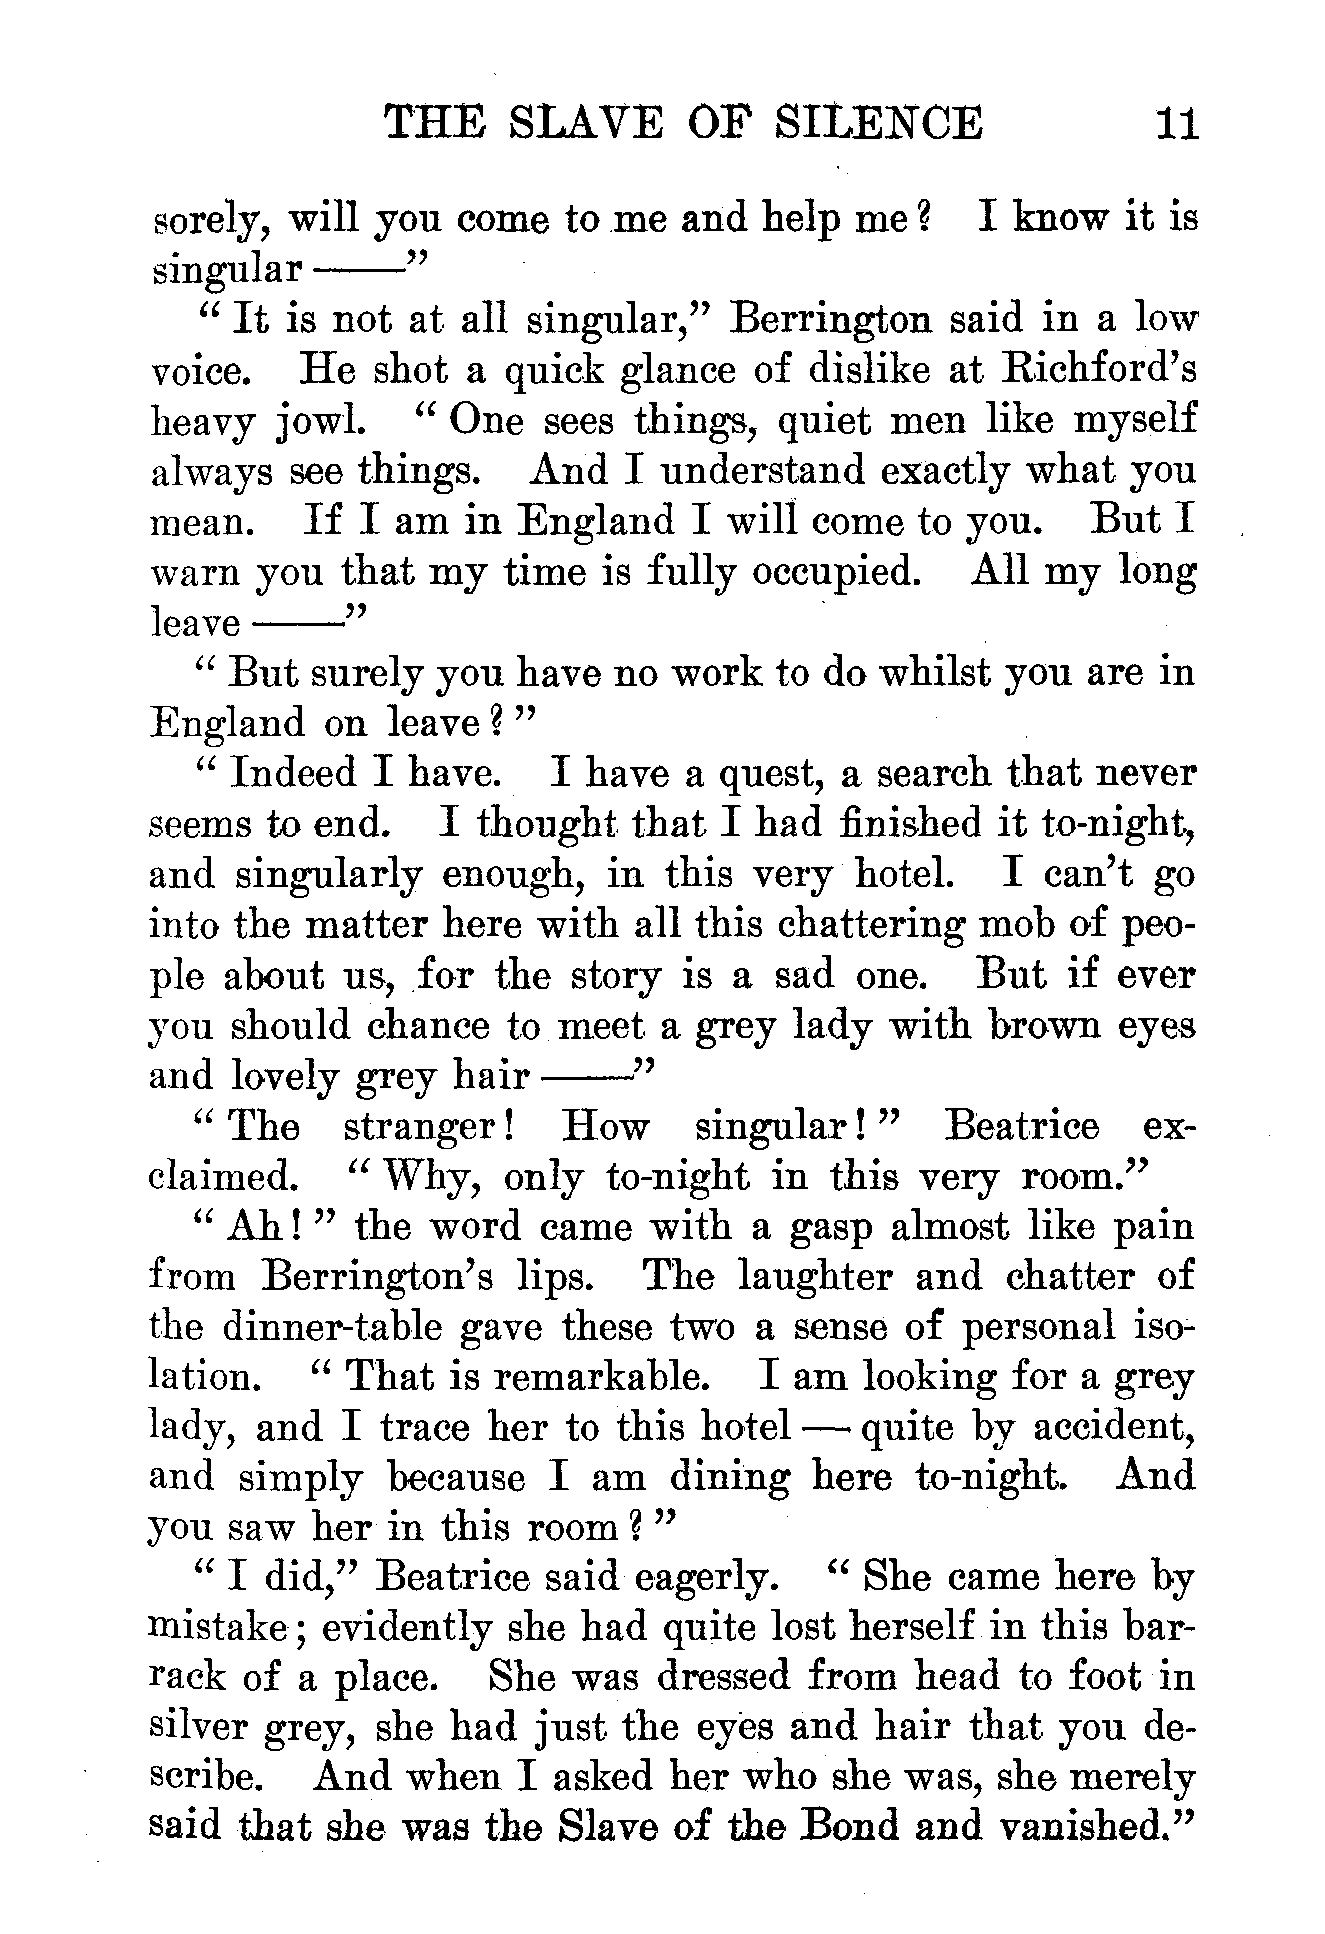 THE SLAVE OF SILENCE 11
sorely, will you come to me and help me? I know it is
singular ——"
"It is not at all singular," Berrington said in a low
voice. He shot a quick glance of dislike at Richford's
heavy jowl. "One sees things, quiet men like myself
always see things. And I understand exactly what you
mean. If I am in England I will come to you. But I
warn you that my time is fully occupied. All my long
leave ——"
"But surely you have no work to do whilst you are in
England on leave?"
"Indeed I have. I have a quest, a search that never
seems to end. I thought that I had finished it to-night,
and singularly enough, in this very hotel. I can't go
into the matter here with all this chattering mob of peo-
ple about us, for the story is a sad one. But if ever
you should chance to meet a grey lady with brown eyes
and lovely grey hair ——"
"The stranger! How singular!" Beatrice ex-
claimed. "Why, only to-night in this very room."
"Ah!" the word came with a gasp almost like pain
from Berrington's lips. The laughter and chatter of
the dinner-table gave these two a sense of personal iso-
lation. "That is remarkable. I am looking for a grey
lady, and I trace her to this hotel — quite by accident,
and simply because I am dining here to-night. And
you saw her in this room?"
"I did," Beatrice said eagerly. "She came here by
mistake; evidently she had quite lost herself in this bar-
rack of a place. She was dressed from head to foot in
silver grey, she had just the eyes and hair that you de-
scribe. And when I asked her who she was, she merely
said that she was the Slave of the Bond and vanished."